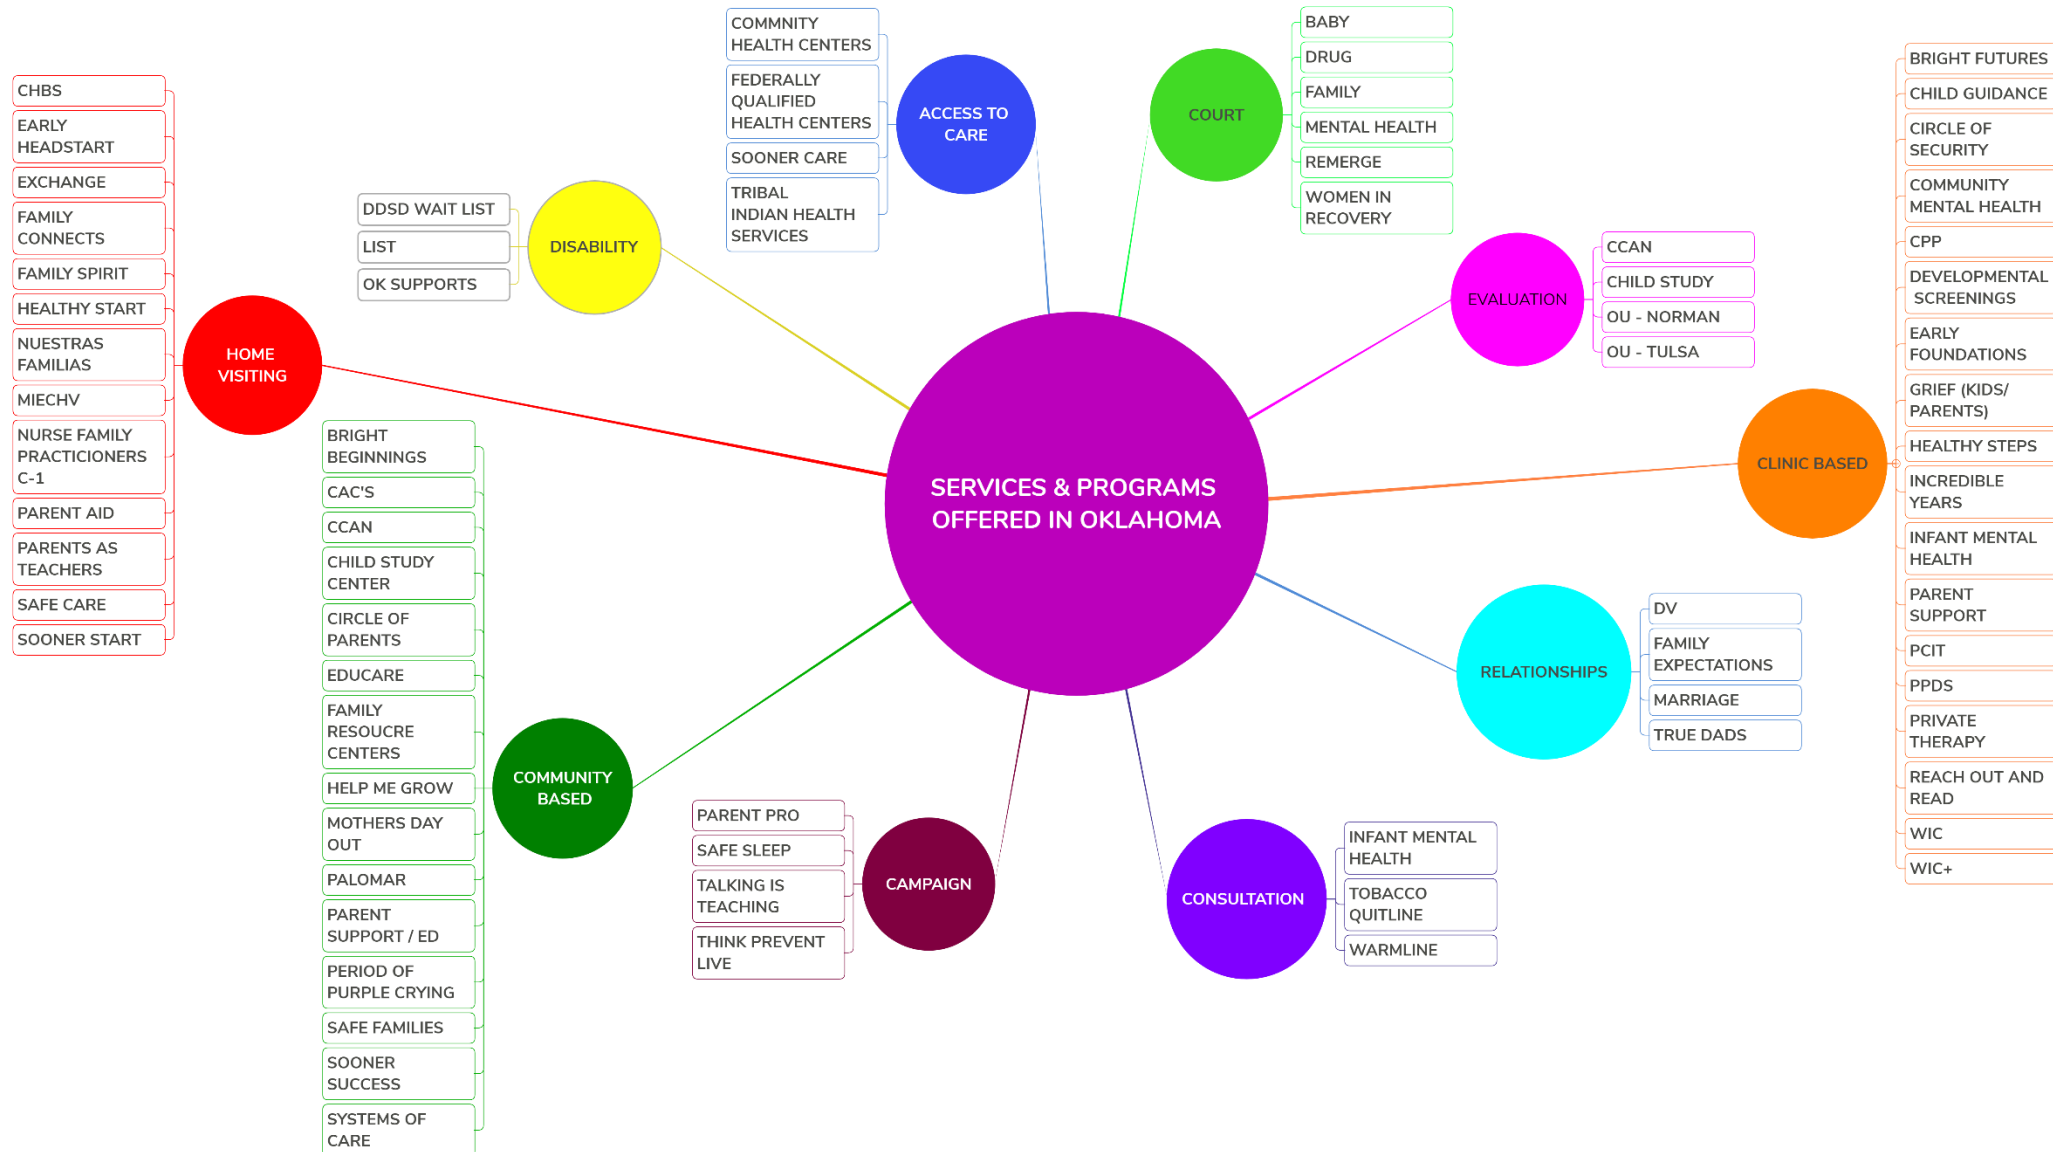 SERVICES & PROGRAMS
OFFERED IN OKLAHOMA
ACCESS TO
CARE
COMMNITY
HEALTH CENTERS
FEDERALLY
QUALIFIED
HEALTH CENTERS
SOONER CARE
TRIBAL
INDIAN HEALTH
SERVICES
COURT
BABY
DRUG
FAMILY
MENTAL HEALTH
REMERGE
WOMEN IN
RECOVERY
EVALUATION
CCAN
CHILD STUDY
OU - NORMAN
OU - TULSA
CLINIC BASED
BRIGHT FUTURES
CHILD GUIDANCE
CIRCLE OF
SECURITY
COMMUNITY
MENTAL HEALTH
CPP
DEVELOPMENTAL
SCREENINGS
EARLY
FOUNDATIONS
GRIEF (KIDS/
PARENTS)
HEALTHY STEPS
INCREDIBLE
YEARS
INFANT MENTAL
HEALTH
PARENT
SUPPORT
PCIT
PPDS
PRIVATE
THERAPY
REACH OUT AND
READ
WIC
WIC+
RELATIONSHIPS
DV
FAMILY
EXPECTATIONS
MARRIAGE
TRUE DADS
CONSULTATION
INFANT MENTAL
HEALTH
TOBACCO
QUITLINE
WARMLINE
CAMPAIGN
PARENT PRO
SAFE SLEEP
TALKING IS
TEACHING
THINK PREVENT
LIVE
COMMUNITY
BASED
BRIGHT
BEGINNINGS
CAC'S
CCAN
CHILD STUDY
CENTER
CIRCLE OF
PARENTS
EDUCARE
FAMILY
RESOUCRE
CENTERS
HELP ME GROW
MOTHERS DAY
OUT
PALOMAR
PARENT
SUPPORT / ED
PERIOD OF
PURPLE CRYING
SAFE FAMILIES
SOONER
SUCCESS
SYSTEMS OF
CARE
HOME
VISITING
CHBS
EARLY
HEADSTART
EXCHANGE
FAMILY
CONNECTS
FAMILY SPIRIT
HEALTHY START
NUESTRAS
FAMILIAS
MIECHV
NURSE FAMILY
PRACTICIONERS
C-1
PARENT AID
PARENTS AS
TEACHERS
SAFE CARE
SOONER START
DISABILITY
DDSD WAIT LIST
LIST
OK SUPPORTS